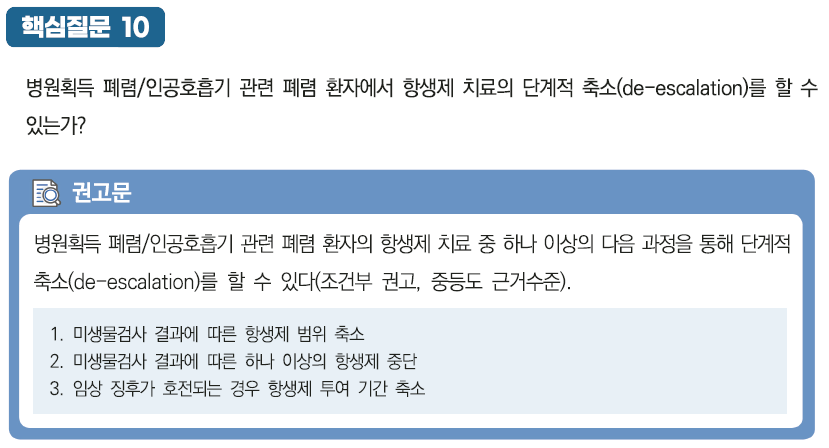 핵심질문 10
병원획득 폐렴/인공호흡기 관련 폐렴 환자에서 항생제 치료의 단계적 축소(de-escalation)를 할 수
있는가?
권고문
병원획득 폐렴/인공호흡기 관련 폐렴 환자의 항생제 치료 중 하나 이상의 다음 과정을 통해 단계적
축소(de-escalation)를 할 수 있다(조건부 권고, 중등도 근거수준).
1. 미생물검사 결과에 따른 항생제 범위 축소
2. 미생물검사 결과에 따른 하나 이상의 항생제 중단
3. 임상 징후가 호전되는 경우 항생제 투여 기간 축소